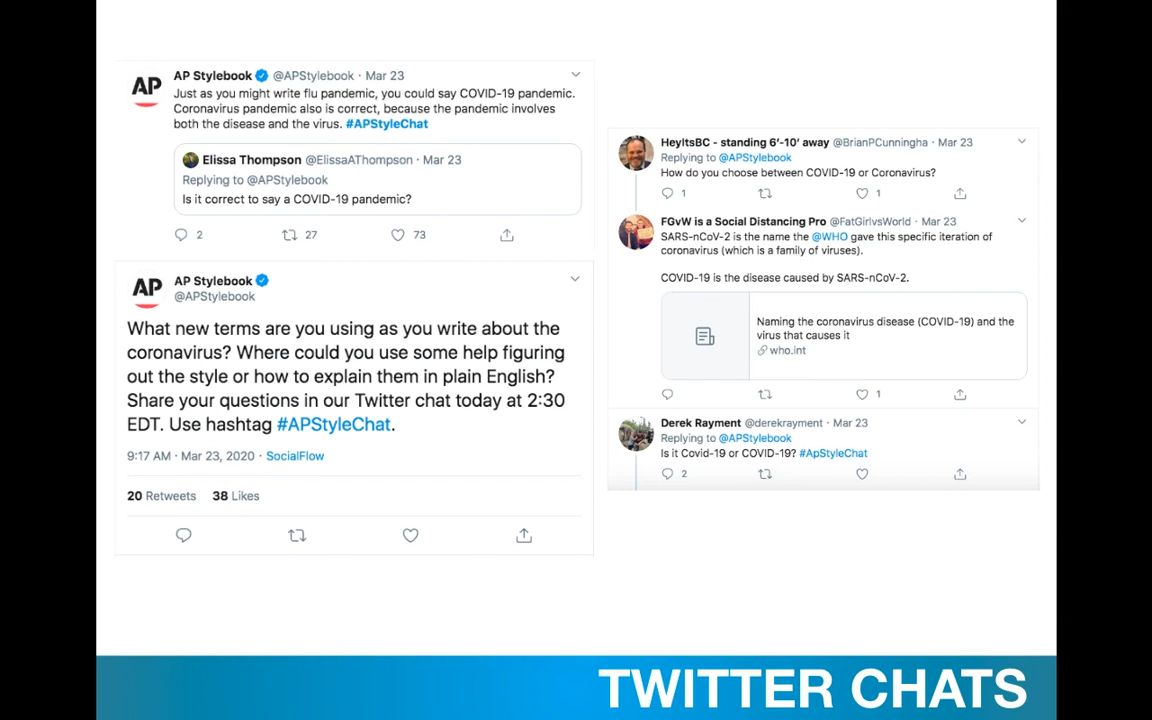 AP
AP Stylebook @APStylebook · Mar 23
Just as you might write flu pandemic, you could say COVID-19 pandemic.
Coronavirus pandemic also is correct, because the pandemic involves
both the disease and the virus. #APStyleChat
Elissa Thompson @ElissaAThompson · Mar 23
Replying to @APStylebook
Is it correct to say a COVID-19 pandemic?
2 27 73
AP
AP Stylebook
@APStylebook
What new terms are you using as you write about the
coronavirus? Where could you use some help figuring
out the style or how to explain them in plain English?
Share your questions in our Twitter chat today at 2:30
EDT. Use hashtag #APStyleChat.
9:17 AM · Mar 23, 2020 · SocialFlow
20 Retweets 38 Likes
HeyItsBC - standing 6'-10' away @BrianPCunningha · Mar 23
Replying to @APStylebook
How do you choose between COVID-19 or Coronavirus?
1 1
FGvW is a Social Distancing Pro @FatGirlvsWorld · Mar 23
SARS-nCoV-2 is the name the @WHO gave this specific iteration of
coronavirus (which is a family of viruses).
COVID-19 is the disease caused by SARS-nCoV-2.
Naming the coronavirus disease (COVID-19) and the
virus that causes it
who.int
1
Derek Rayment @derekrayment · Mar 23
Replying to @APStylebook
Is it Covid-19 or COVID-19? #ApStyleChat
2
TWITTER CHATS